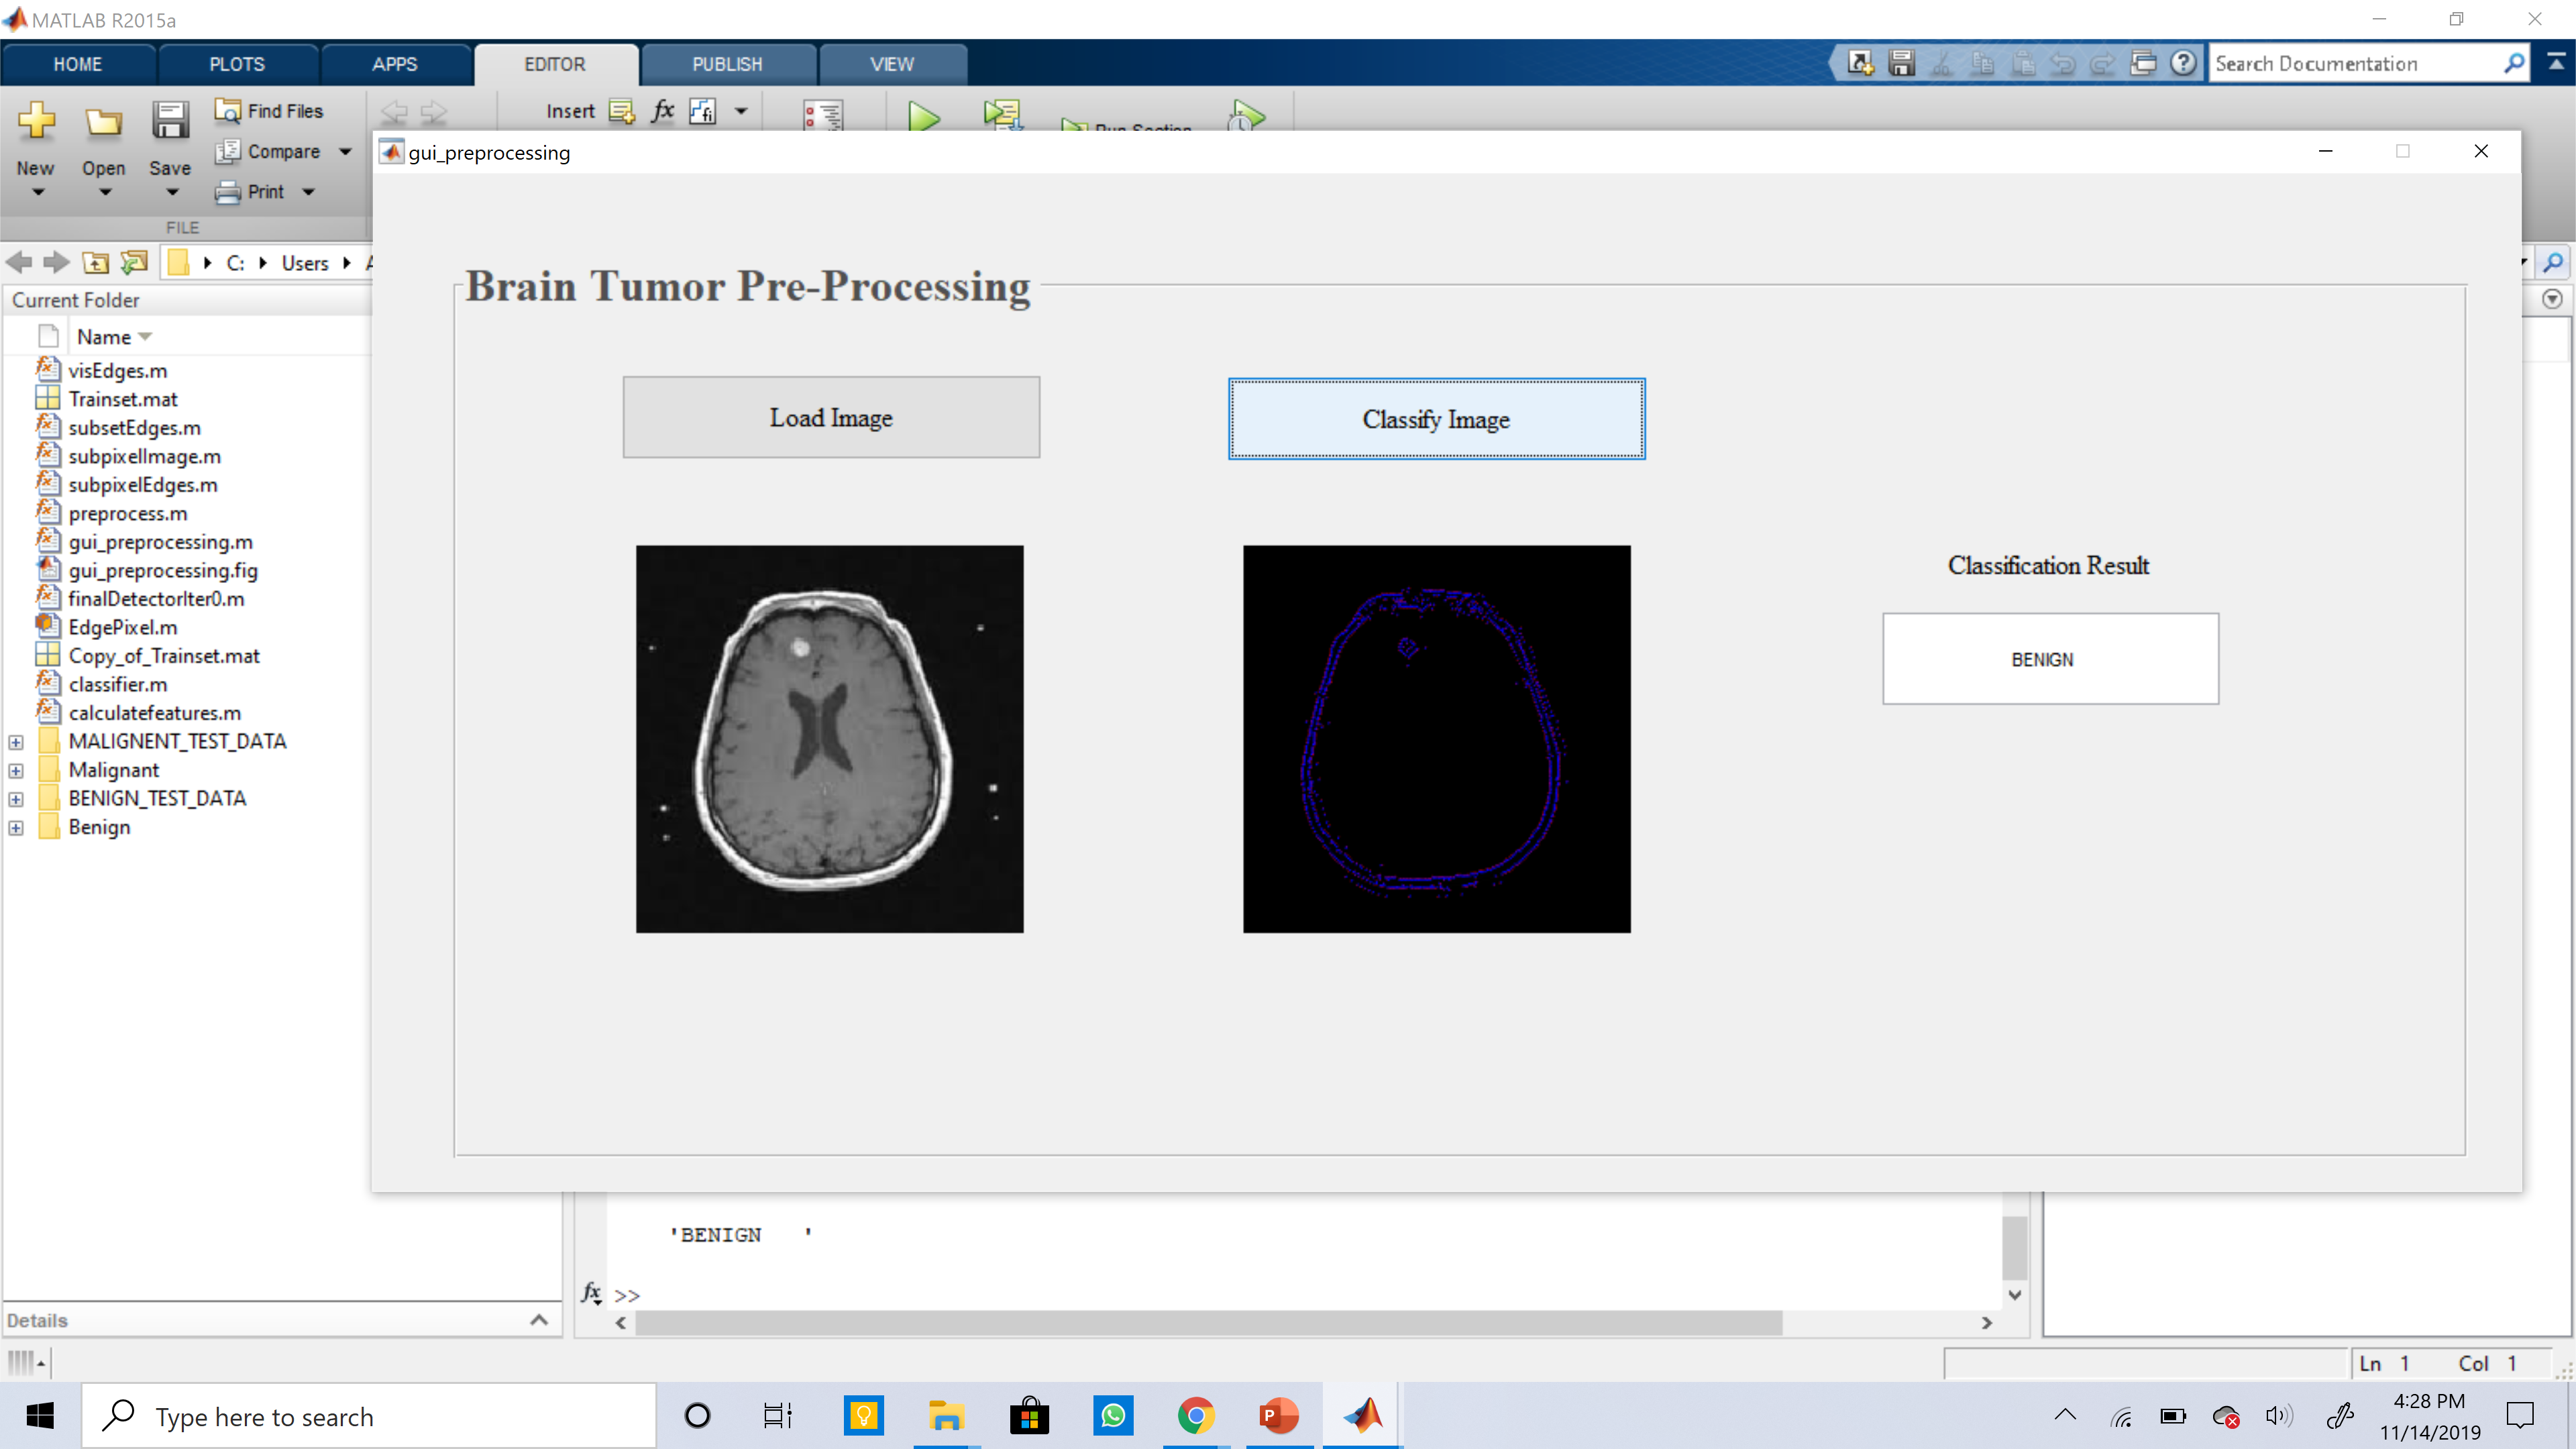 MATLAB R2015a
HOME PLOTS APPS EDITOR PUBLISH VIEW
Search Documentation
New Open Save
Find Files
Compare
Print
FILE
Insert fx fi
C: Users
Current Folder
Name
visEdges.m
Trainset.mat
subsetEdges.m
subpixelImage.m
subpixelEdges.m
preprocess.m
gui_preprocessing.m
gui_preprocessing.fig
finalDetectorIter0.m
EdgePixel.m
Copy_of_Trainset.mat
classifier.m
calculatefeatures.m
MALIGNENT_TEST_DATA
Malignant
BENIGN_TEST_DATA
Benign
Details
gui_preprocessing
Brain Tumor Pre-Processing
Load Image
Classify Image
Classification Result
BENIGN
'BENIGN   '
fx >>
Ln 1 Col 1
Type here to search
4:28 PM
11/14/2019